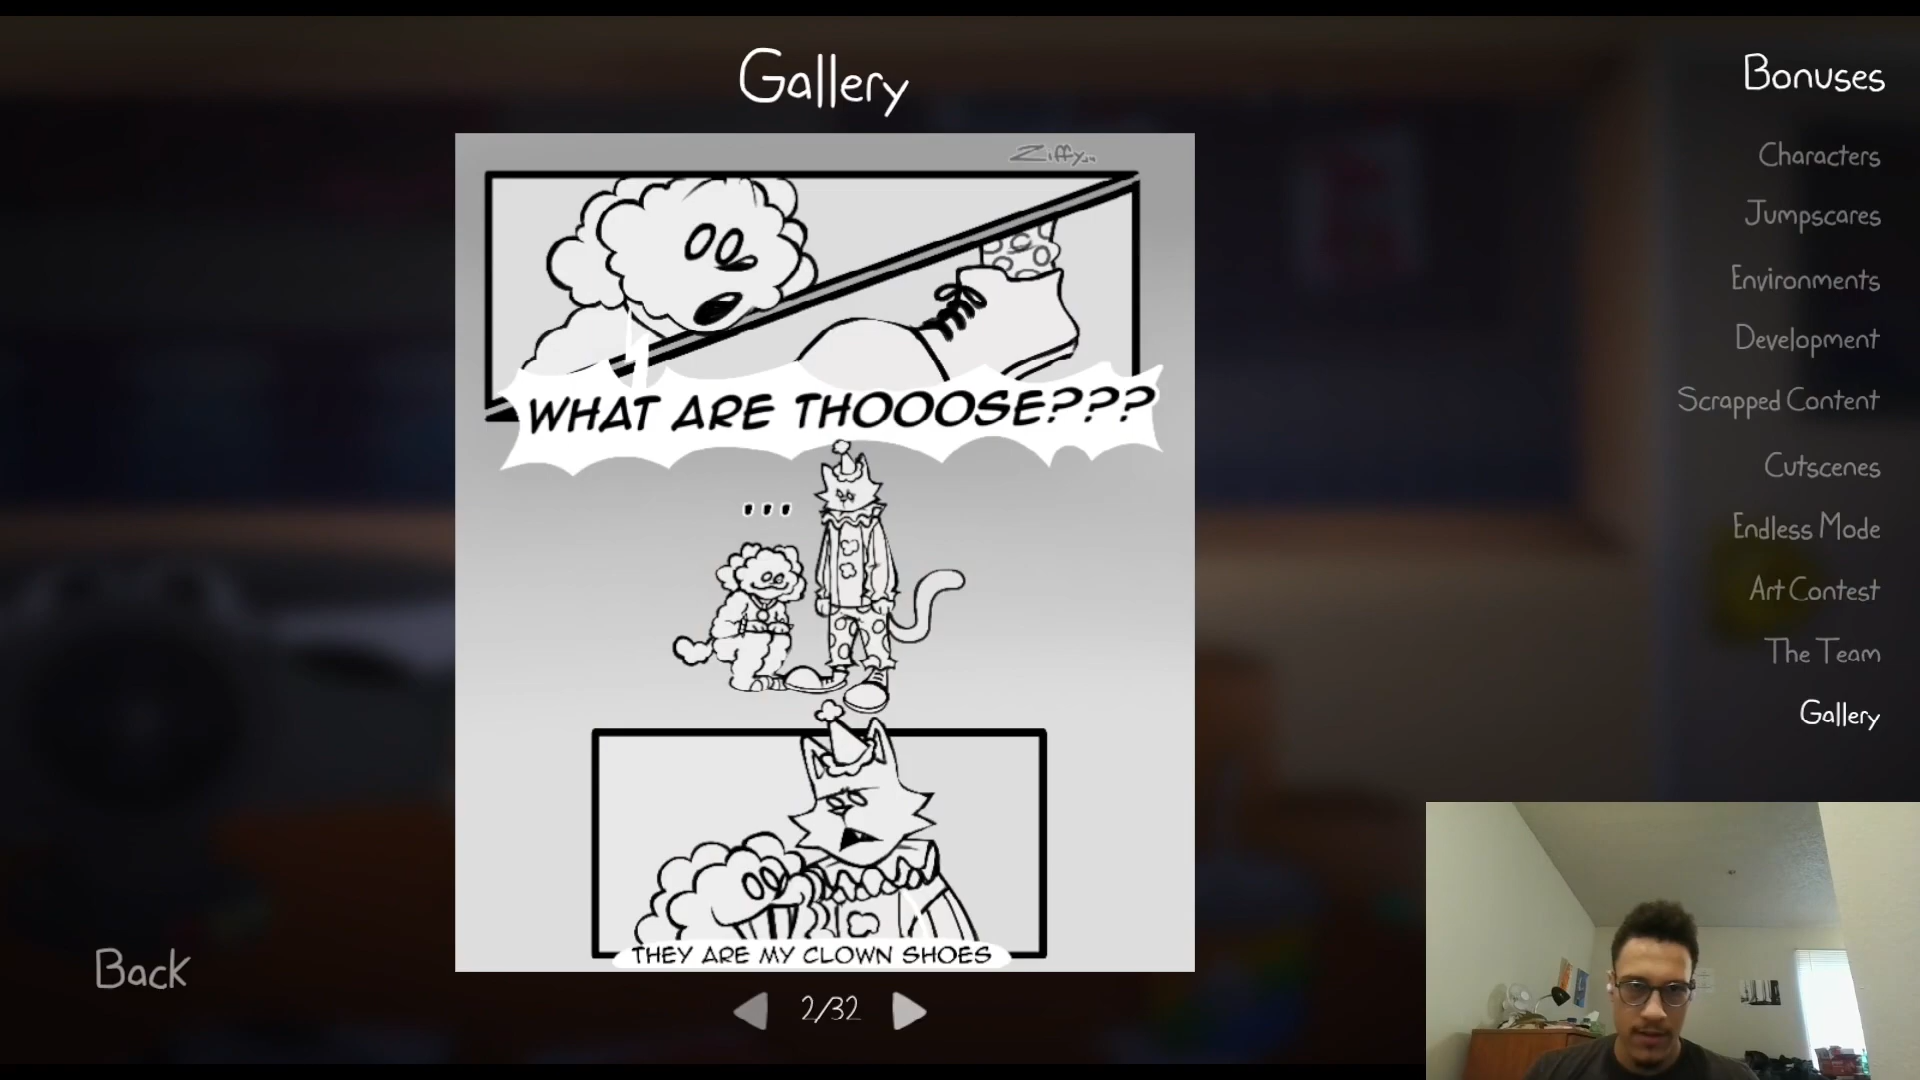 Gallery
Bonuses
Characters
Jumpscares
Environments
Development
Scrapped Content
Cutscenes
Endless Mode
Art Contest
The Team
Gallery
Ziffy
WHAT ARE THOOOSE???
...
THEY ARE MY CLOWN SHOES
Back
2/32